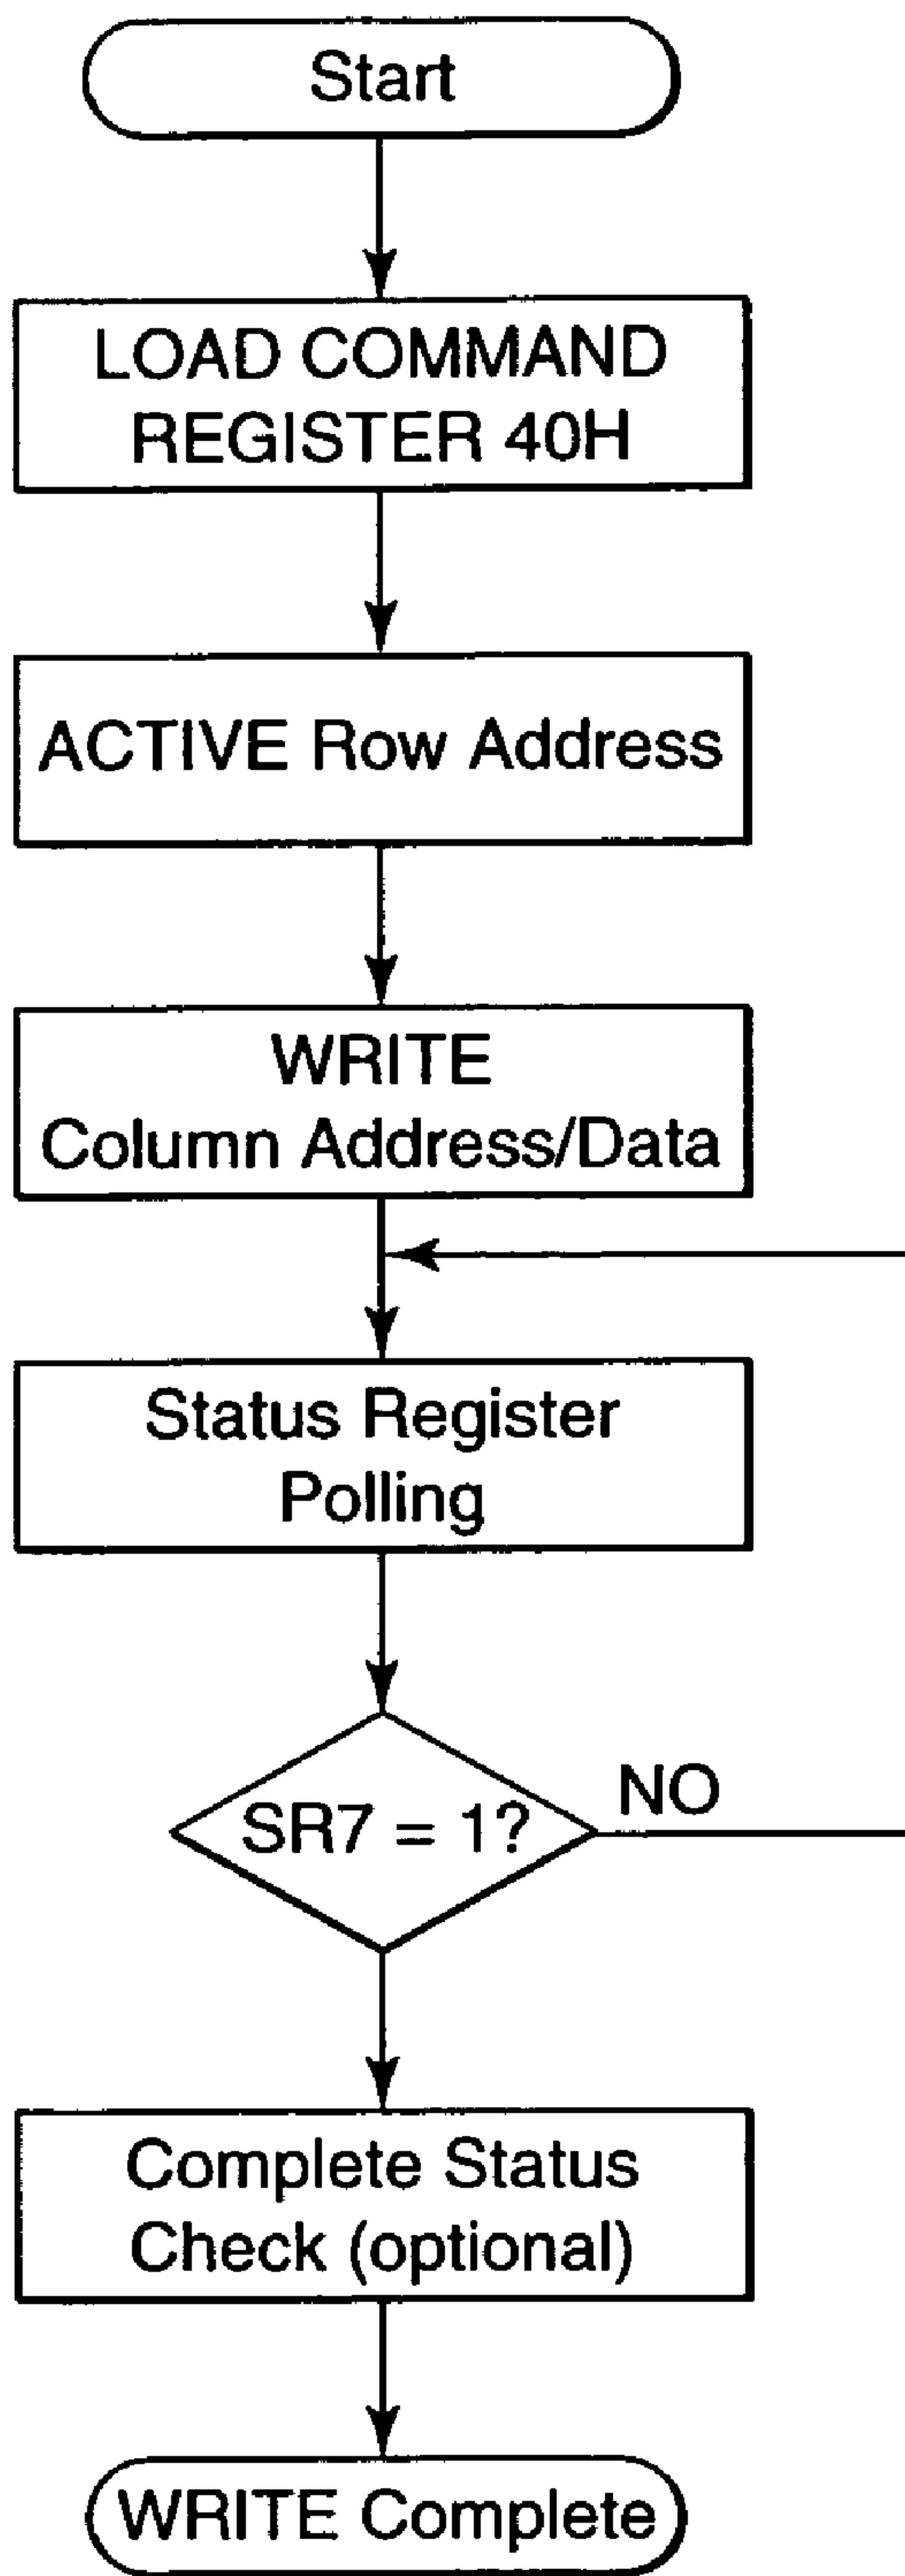 Start
LOAD COMMAND
REGISTER 40H
ACTIVE Row Address
WRITE
Column Address/Data
Status Register
Polling
SR7 = 1?
NO
Complete Status
Check (optional)
WRITE Complete